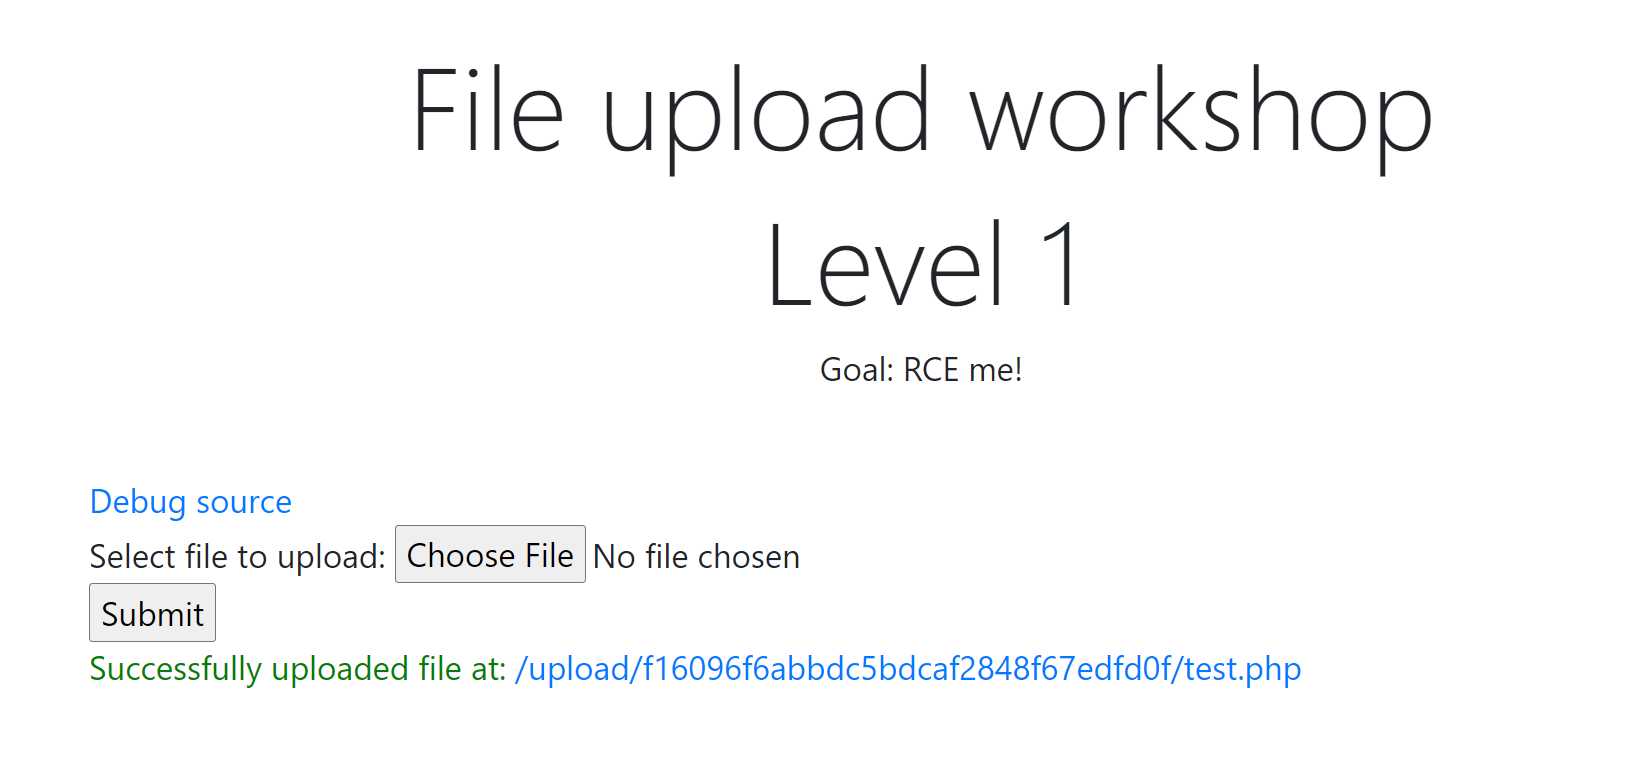 File upload workshop
Level 1
Goal: RCE me!
Debug source
Select file to upload: Choose File No file chosen
Submit
Successfully uploaded file at: /upload/f16096f6abbdc5bdcaf2848f67edfd0f/test.php